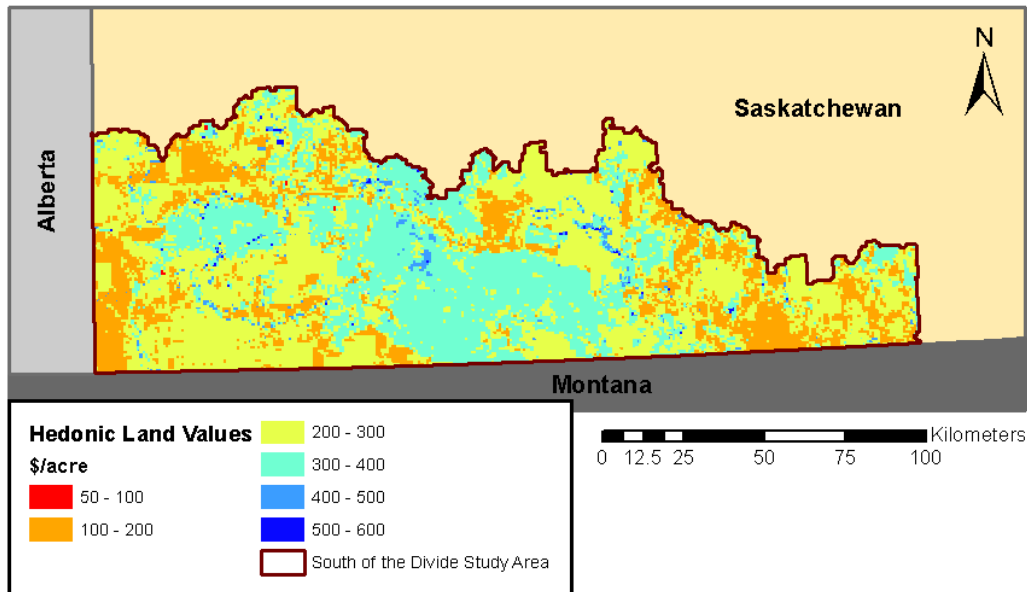 N
Saskatchewan
Alberta
Montana
Hedonic Land Values
$/acre
50 - 100
100 - 200
200 - 300
300 - 400
400 - 500
500 - 600
South of the Divide Study Area
Kilometers
0 12.5 25 50 75 100